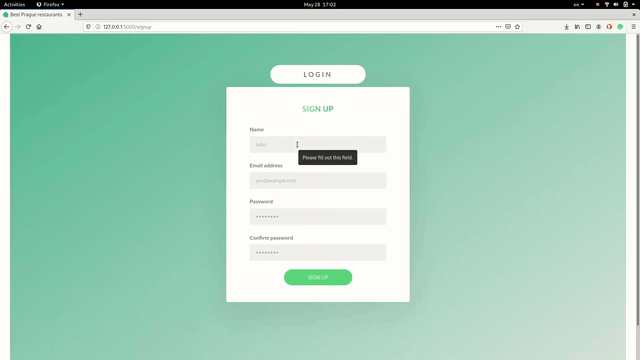 Activities
Firefox
May 28 17:02
en
Best Prague restaurants
127.0.0.1:5000/signup
LOGIN
SIGN UP
Name
John
Please fill out this field.
Email address
you@example.com
Password
********
Confirm password
********
SIGN UP